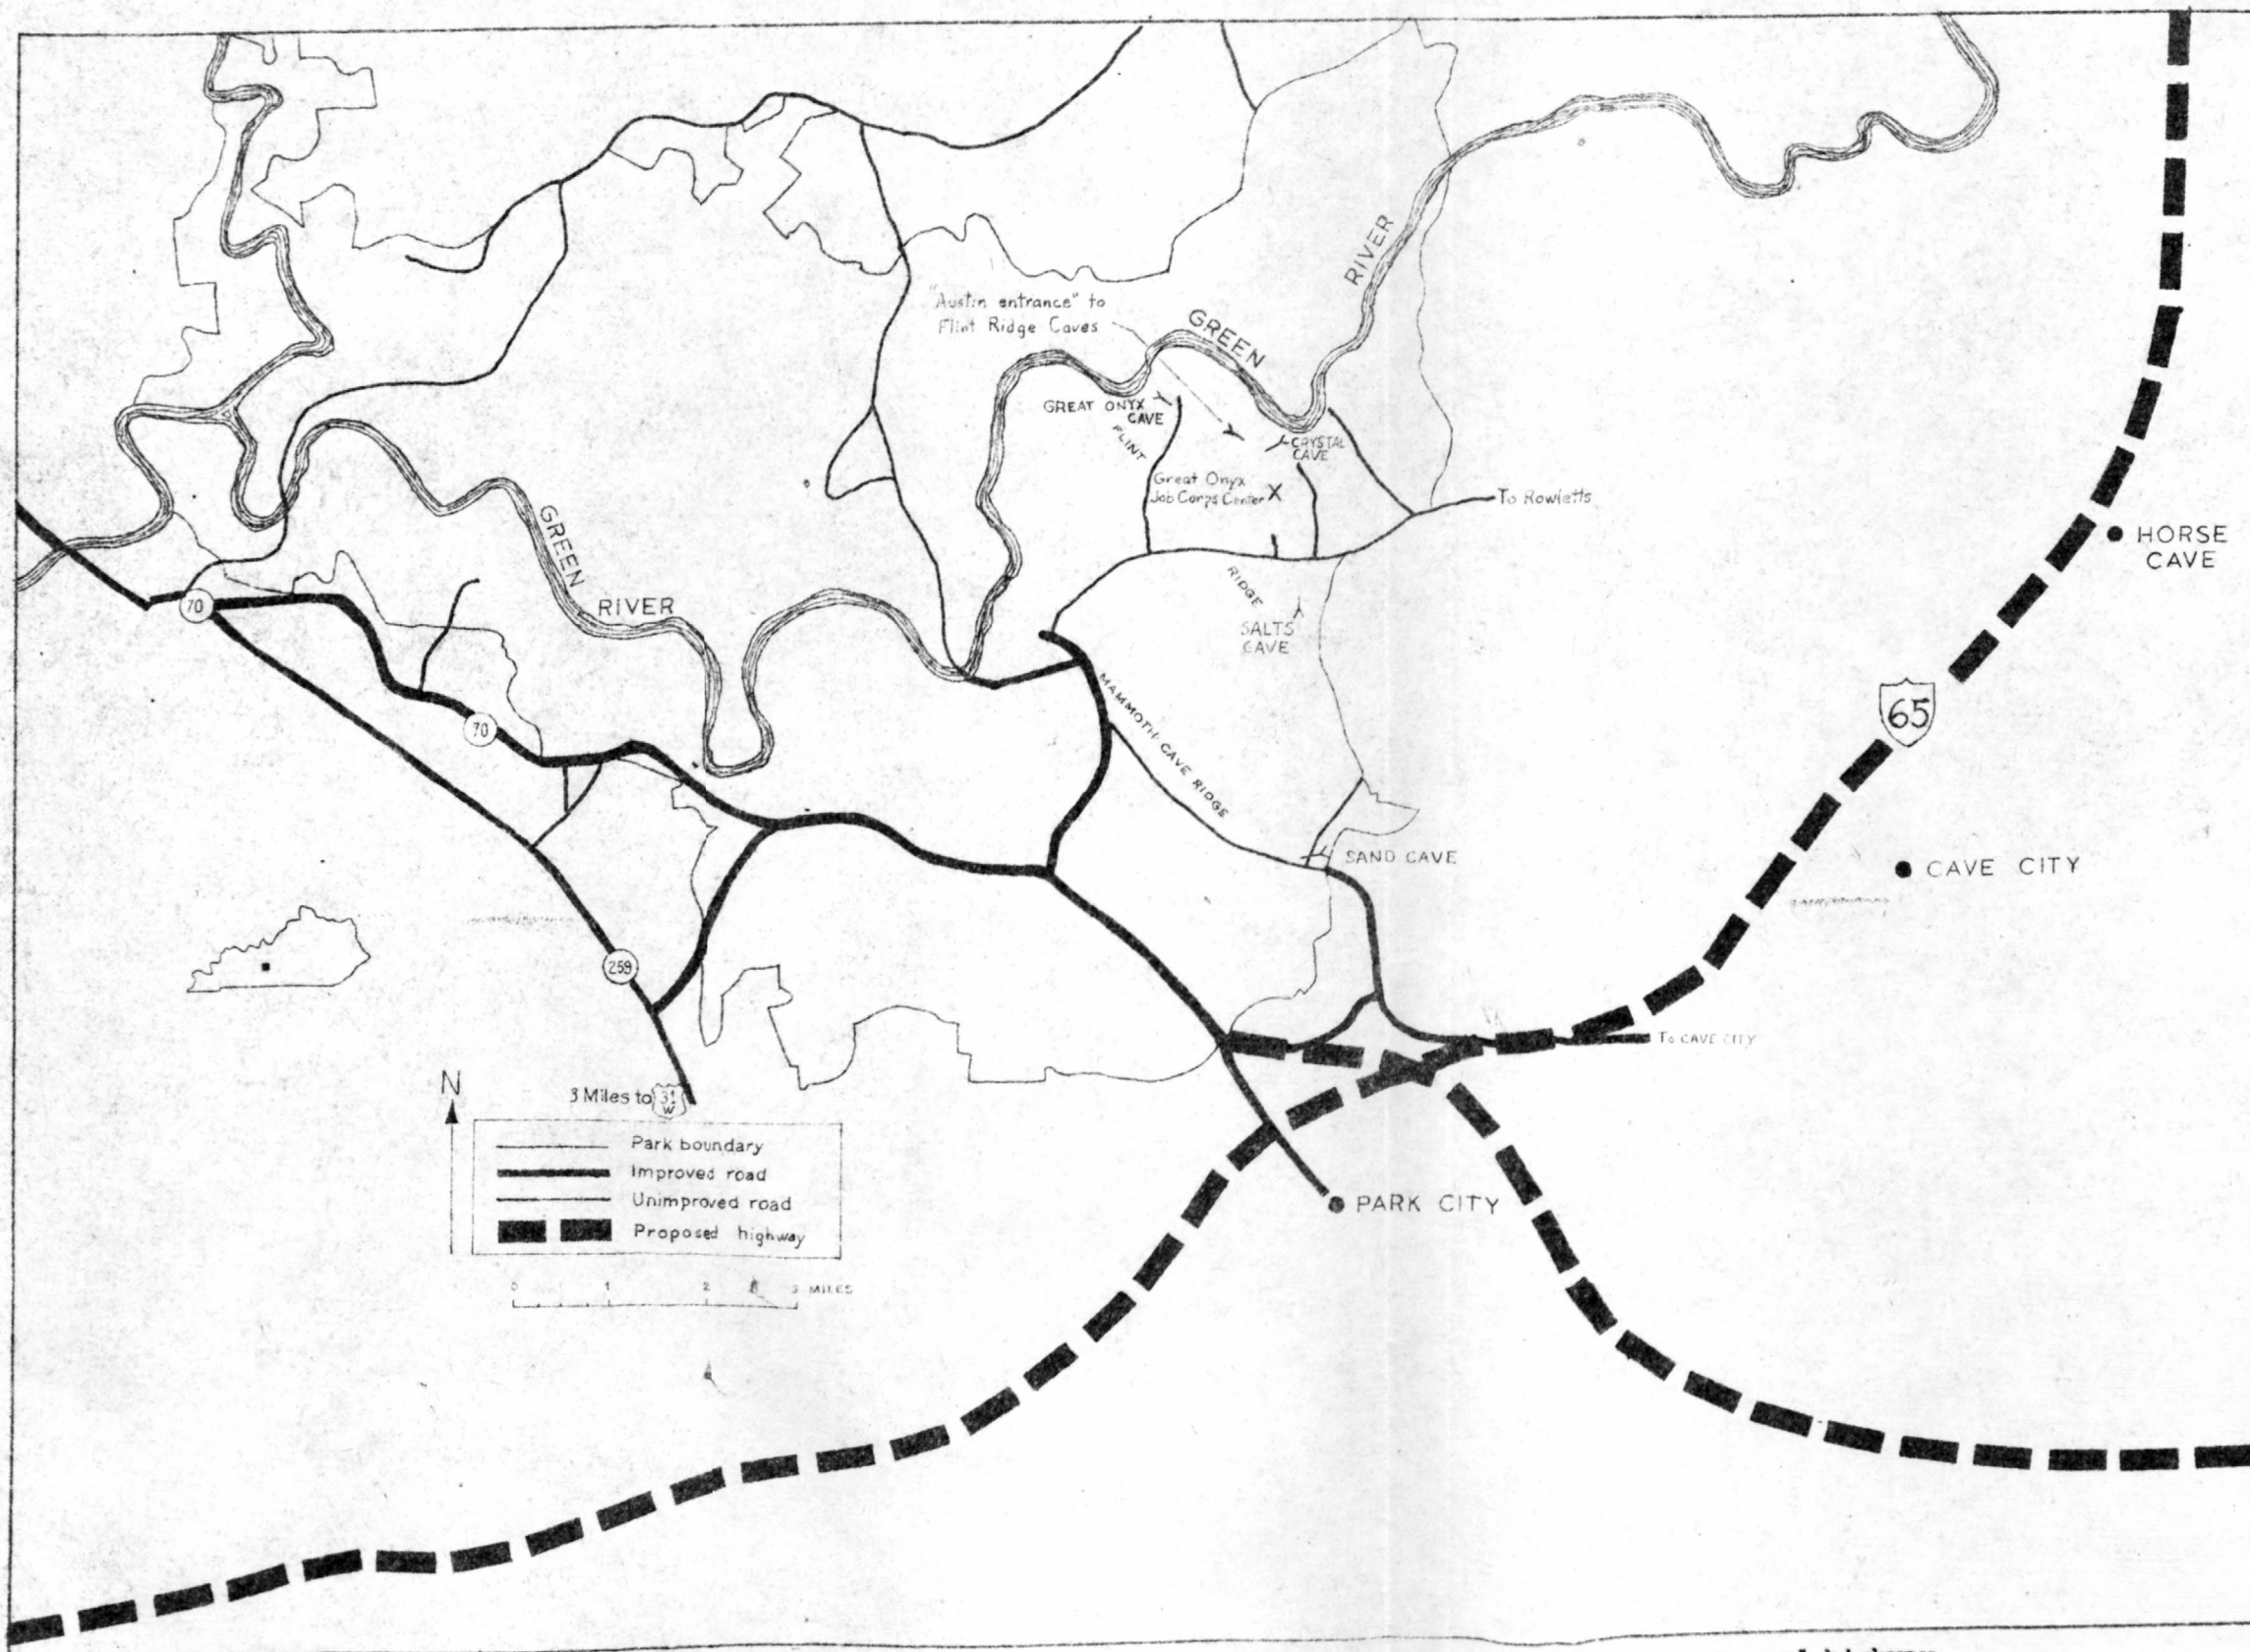 "Austin entrance" to
Flint Ridge Caves
GREEN
RIVER
GREAT ONYX
CAVE
FLINT
CRYSTAL
CAVE
Great Onyx
Job Corps Center X
To Rowletts
HORSE
CAVE
GREEN
RIVER
70
RIDGE
SALTS
CAVE
MAMMOTH CAVE RIDGE
65
70
SAND CAVE
CAVE CITY
259
To CAVE CITY
N
3 Miles to 31
W
Park boundary
Improved road
Unimproved road
Proposed highway
PARK CITY
0 1 2 3 MILES